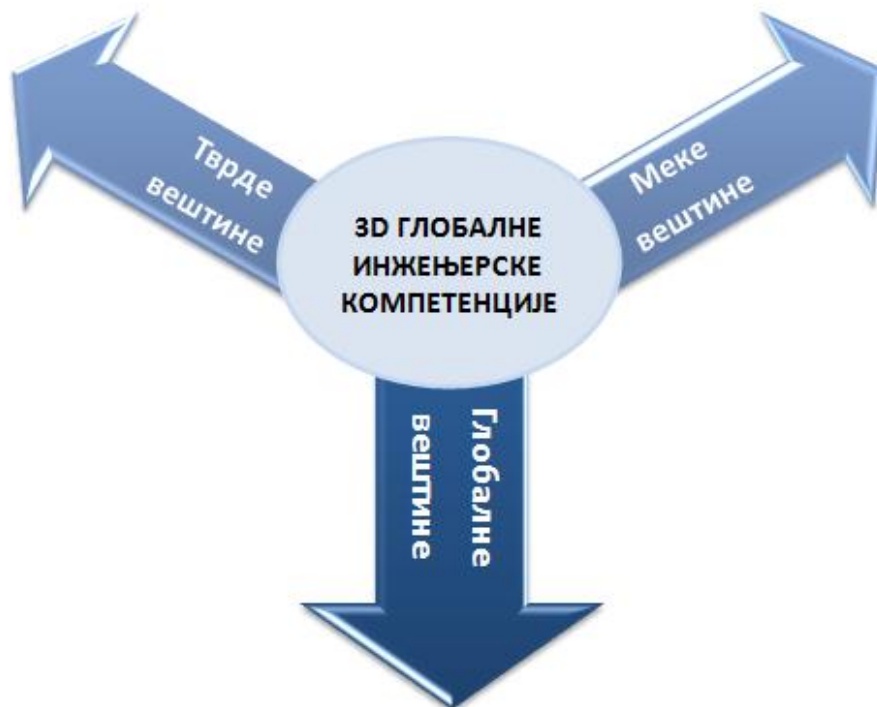 Тврде
вештине
Меке
вештине
3D ГЛОБАЛНЕ
ИНЖЕЊЕРСКЕ
КОМПЕТЕНЦИЈЕ
Глобалне
вештине